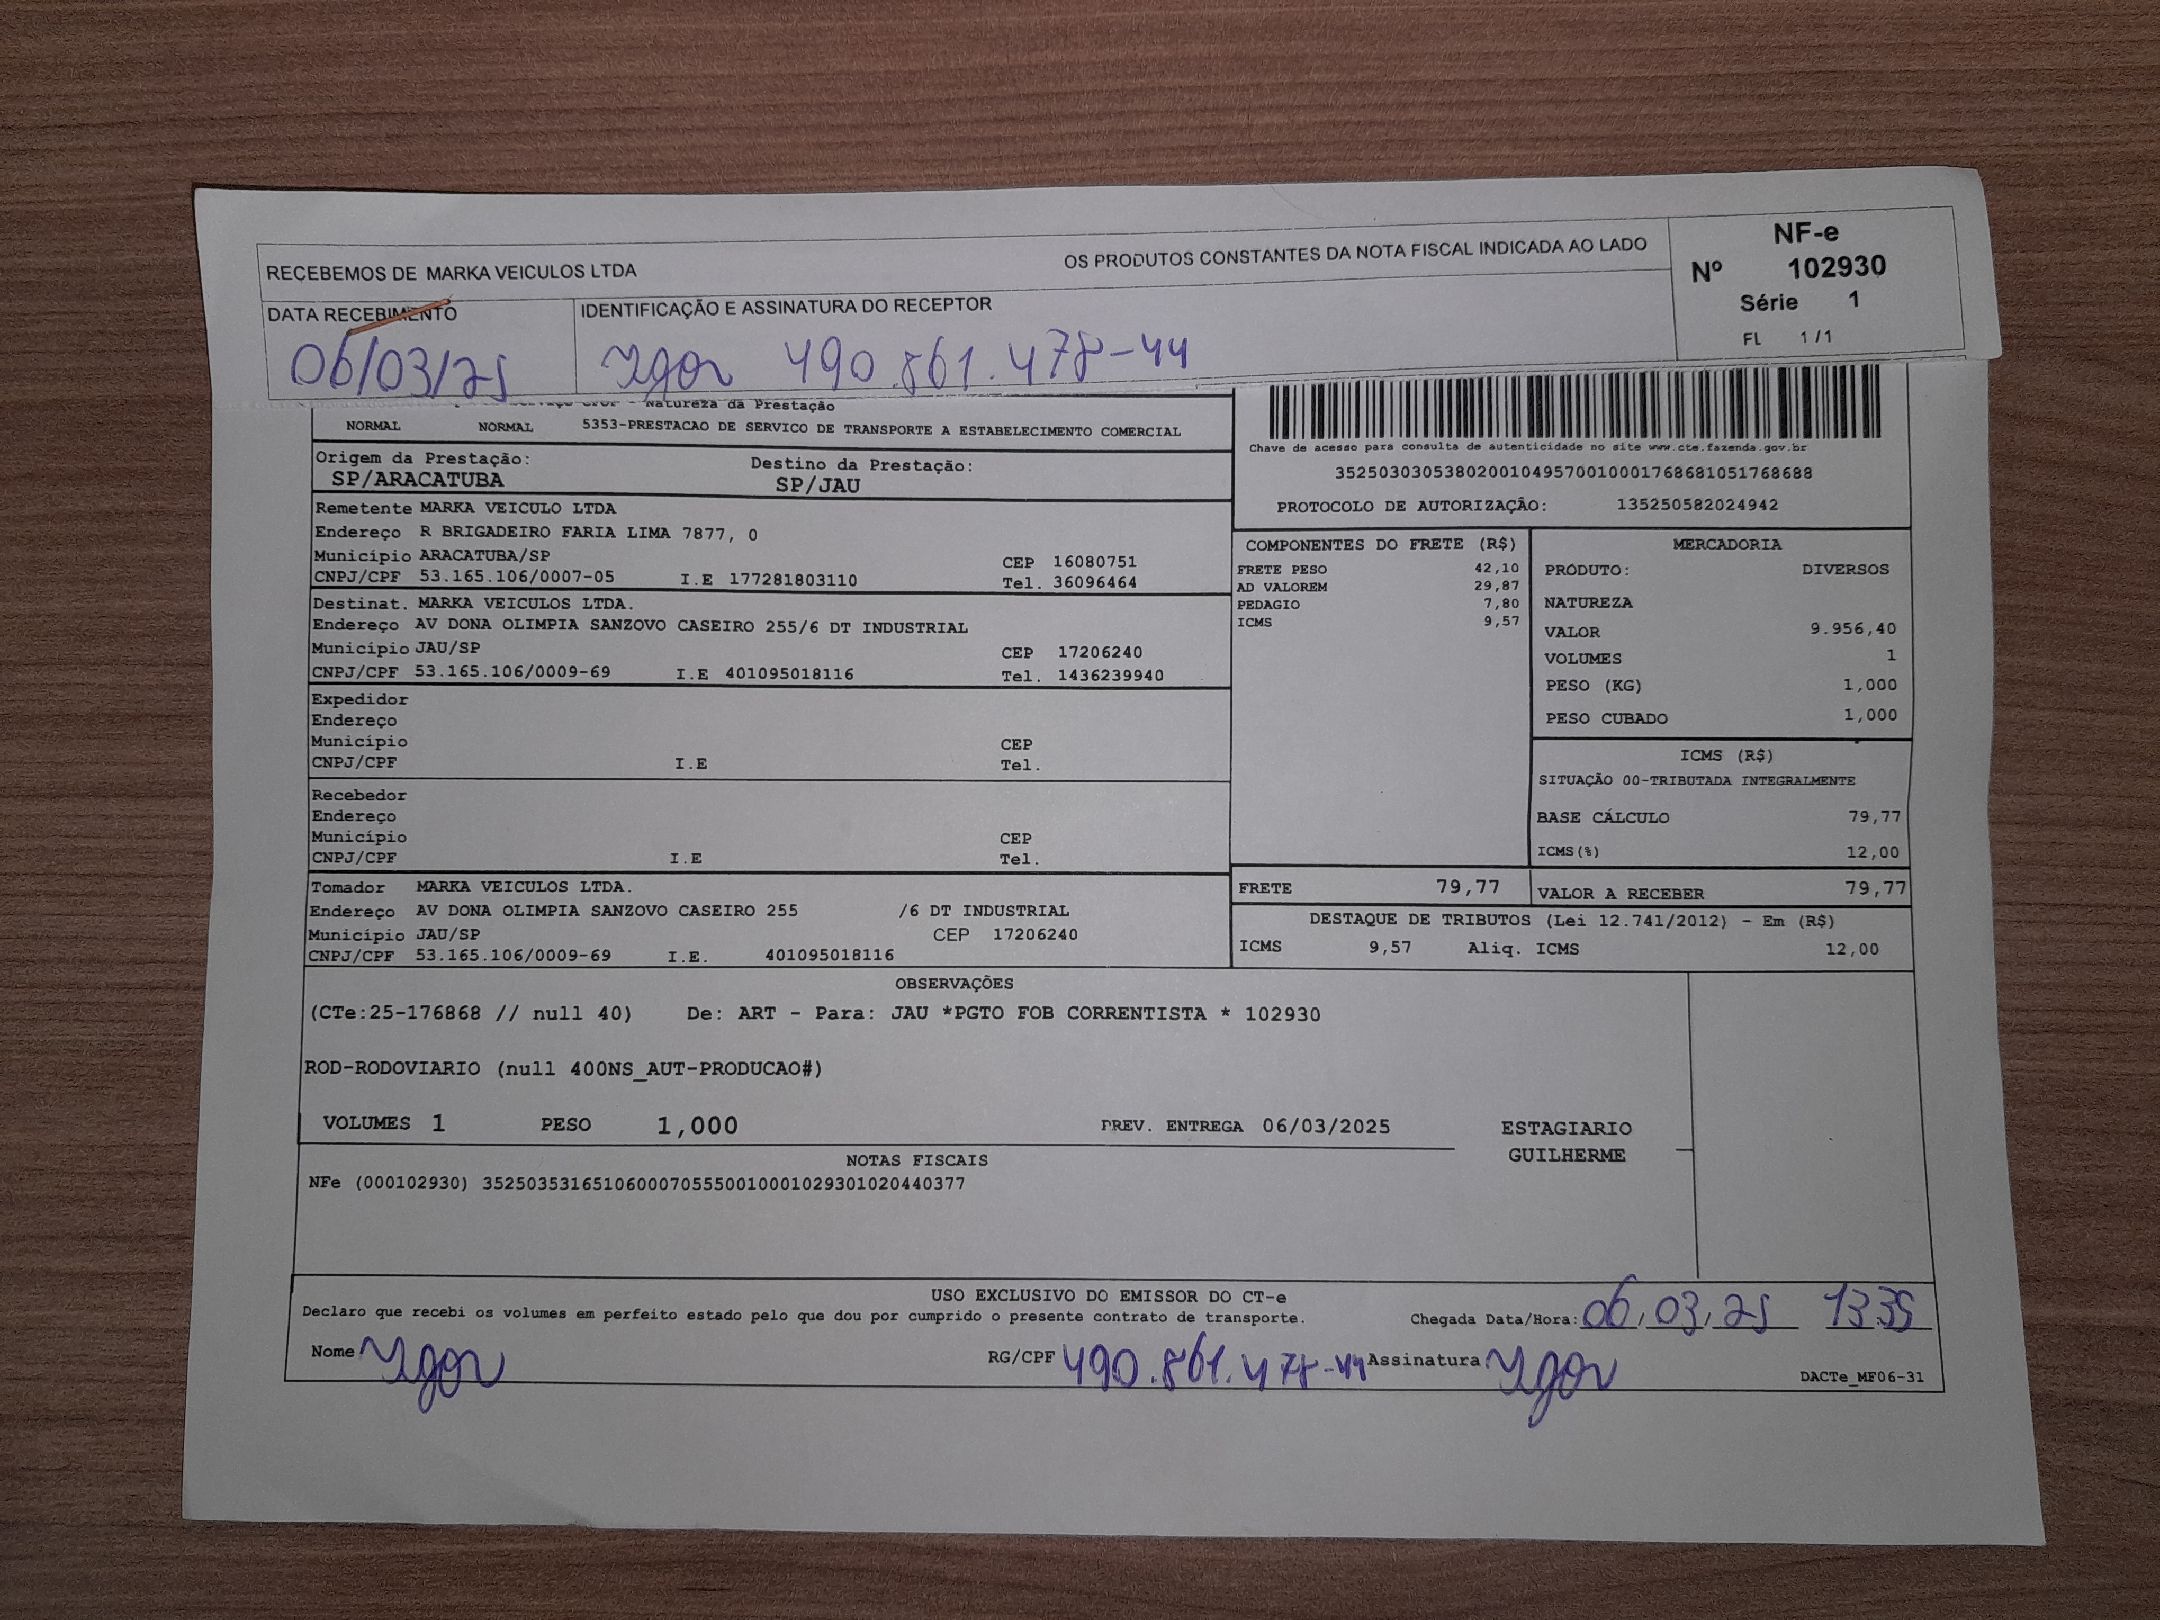 RECEBEMOS DE MARKA VEICULOS LTDA OS PRODUTOS CONSTANTES DA NOTA FISCAL INDICADA AO LADO
NF-e
Nº 102930
Série 1
FL 1 / 1
DATA RECEBIMENTO
06/03/25
IDENTIFICAÇÃO E ASSINATURA DO RECEPTOR
Igor 490.861.478-44
Natureza da Prestação
NORMAL NORMAL 5353-PRESTACAO DE SERVICO DE TRANSPORTE A ESTABELECIMENTO COMERCIAL
Origem da Prestação: Destino da Prestação:
SP/ARACATUBA SP/JAU
Chave de acesso para consulta de autenticidade no site www.cte.fazenda.gov.br
35250303053802001049570010001768681051768688
PROTOCOLO DE AUTORIZAÇÃO: 135250582024942
Remetente MARKA VEICULO LTDA
Endereço R BRIGADEIRO FARIA LIMA 7877, 0
Município ARACATUBA/SP CEP 16080751
CNPJ/CPF 53.165.106/0007-05 I.E 177281803110 Tel. 36096464
Destinat. MARKA VEICULOS LTDA.
Endereço AV DONA OLIMPIA SANZOVO CASEIRO 255/6 DT INDUSTRIAL
Município JAU/SP CEP 17206240
CNPJ/CPF 53.165.106/0009-69 I.E 401095018116 Tel. 1436239940
Expedidor
Endereço
Município CEP
CNPJ/CPF I.E Tel.
Recebedor
Endereço
Município CEP
CNPJ/CPF I.E Tel.
Tomador MARKA VEICULOS LTDA.
Endereço AV DONA OLIMPIA SANZOVO CASEIRO 255 /6 DT INDUSTRIAL
Município JAU/SP CEP 17206240
CNPJ/CPF 53.165.106/0009-69 I.E. 401095018116
COMPONENTES DO FRETE (R$)
FRETE PESO 42,10
AD VALOREM 29,87
PEDAGIO 7,80
ICMS 9,57
MERCADORIA
PRODUTO: DIVERSOS
NATUREZA
VALOR 9.956,40
VOLUMES 1
PESO (KG) 1,000
PESO CUBADO 1,000
ICMS (R$)
SITUAÇÃO 00-TRIBUTADA INTEGRALMENTE
BASE CÁLCULO 79,77
ICMS(%) 12,00
FRETE 79,77 VALOR A RECEBER 79,77
DESTAQUE DE TRIBUTOS (Lei 12.741/2012) - Em (R$)
ICMS 9,57 Aliq. ICMS 12,00
OBSERVAÇÕES
(CTe:25-176868 // null 40) De: ART - Para: JAU *PGTO FOB CORRENTISTA * 102930
ROD-RODOVIARIO (null 400NS_AUT-PRODUCAO#)
VOLUMES 1 PESO 1,000 PREV. ENTREGA 06/03/2025 ESTAGIARIO
GUILHERME
NOTAS FISCAIS
NFe (000102930) 35250353165106000705550010001029301020440377
USO EXCLUSIVO DO EMISSOR DO CT-e
Declaro que recebi os volumes em perfeito estado pelo que dou por cumprido o presente contrato de transporte. Chegada Data/Hora: 06,03,25 13:35
Nome Igor RG/CPF 490.861.478-44 Assinatura Igor
DACTe_MF06-31